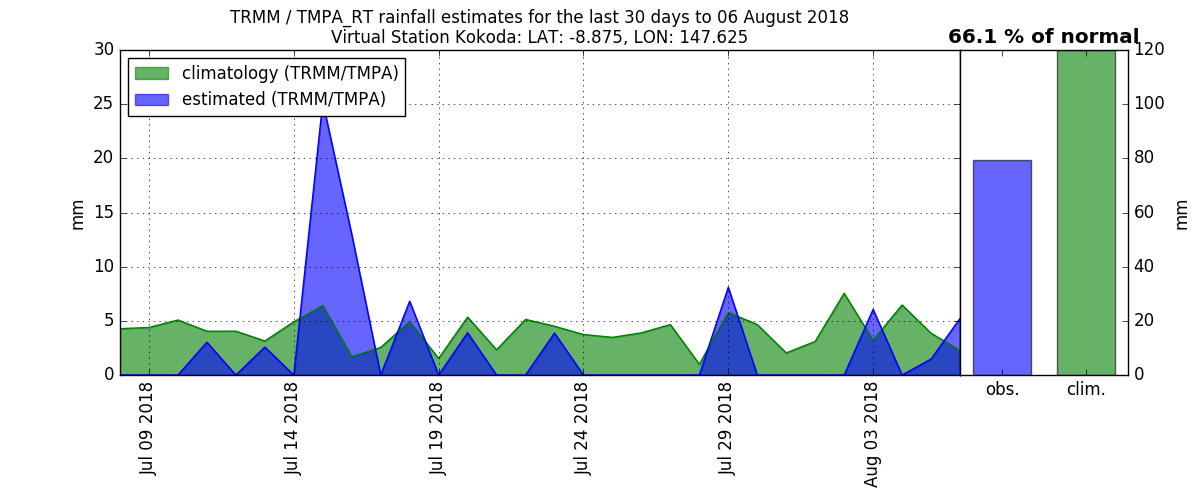 TRMM / TMPA_RT rainfall estimates for the last 30 days to 06 August 2018
Virtual Station Kokoda: LAT: -8.875, LON: 147.625
66.1 % of normal
climatology (TRMM/TMPA)
estimated (TRMM/TMPA)
30
25
20
15
10
5
0
mm
120
100
80
60
40
20
0
mm
Jul 09 2018
Jul 14 2018
Jul 19 2018
Jul 24 2018
Jul 29 2018
Aug 03 2018
obs.
clim.